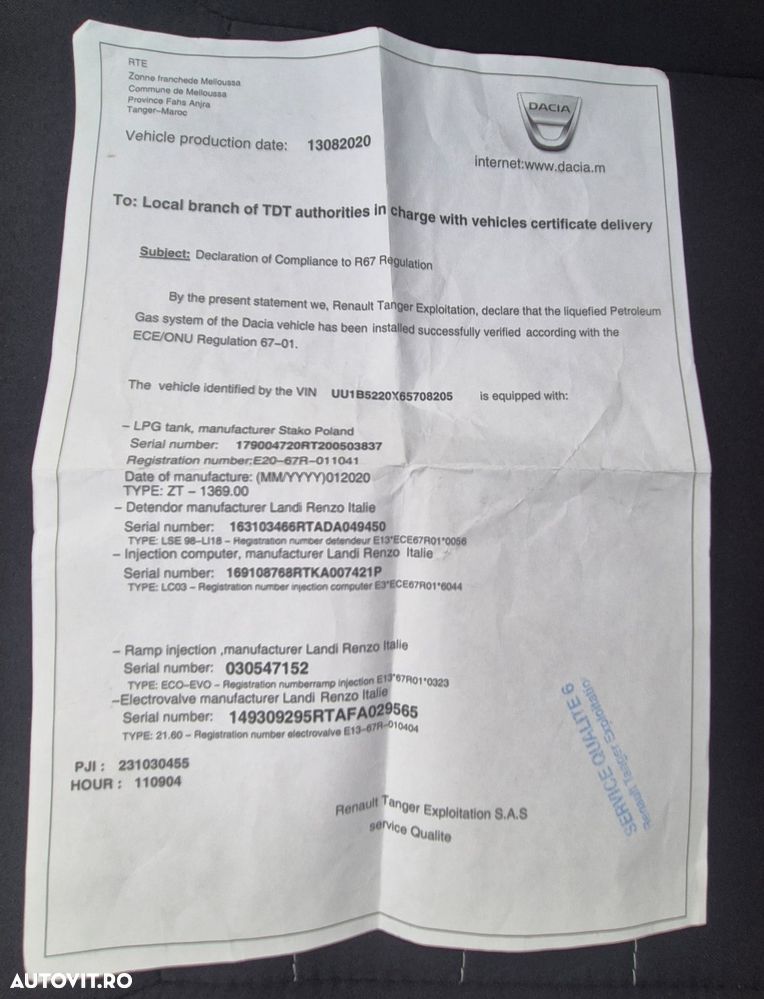 RTE
Zonne franchede Melloussa
Commune de Melloussa
Province Fahs Anjra
Tanger-Maroc
DACIA
Vehicle production date: 13082020
internet:www.dacia.m
To: Local branch of TDT authorities in charge with vehicles certificate delivery
Subject: Declaration of Compliance to R67 Regulation
By the present statement we, Renault Tanger Exploitation, declare that the liquefied Petroleum
Gas system of the Dacia vehicle has been installed successfully verified according with the
ECE/ONU Regulation 67-01.
The vehicle identified by the VIN UU1B5220X65708205 is equipped with:
- LPG tank, manufacturer Stako Poland
Serial number: 179004720RT200503837
Registration number:E20-67R-011041
Date of manufacture: (MM/YYYY)012020
TYPE: ZT - 1369.00
- Detendor manufacturer Landi Renzo Italie
Serial number: 163103466RTADA049450
TYPE: LSE 98-LI18 - Registration number detendeur E13*ECE67R01*0056
- Injection computer, manufacturer Landi Renzo Italie
Serial number: 169108768RTKA007421P
TYPE: LC03 - Registration number injection computer E3*ECE67R01*6044
- Ramp injection ,manufacturer Landi Renzo Italie
Serial number: 030547152
TYPE: ECO-EVO - Registration numberramp injection E13*67R01*0323
-Electrovalve manufacturer Landi Renzo Italie
Serial number: 149309295RTAFA029565
TYPE: 21.60 - Registration number electrovalve E13-67R-010404
PJI : 231030455
HOUR : 110904
Renault Tanger Exploitation S.A.S
service Qualite
SERVICE QUALITE 6
Renault Tanger Exploitatio
AUTOVIT.RO